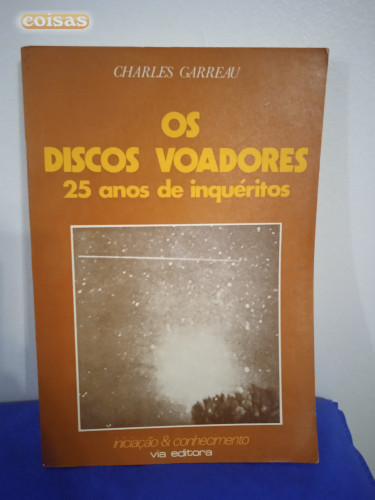 coisas
CHARLES GARREAU
OS
DISCOS VOADORES
25 anos de inquéritos
iniciação & conhecimento
via editora